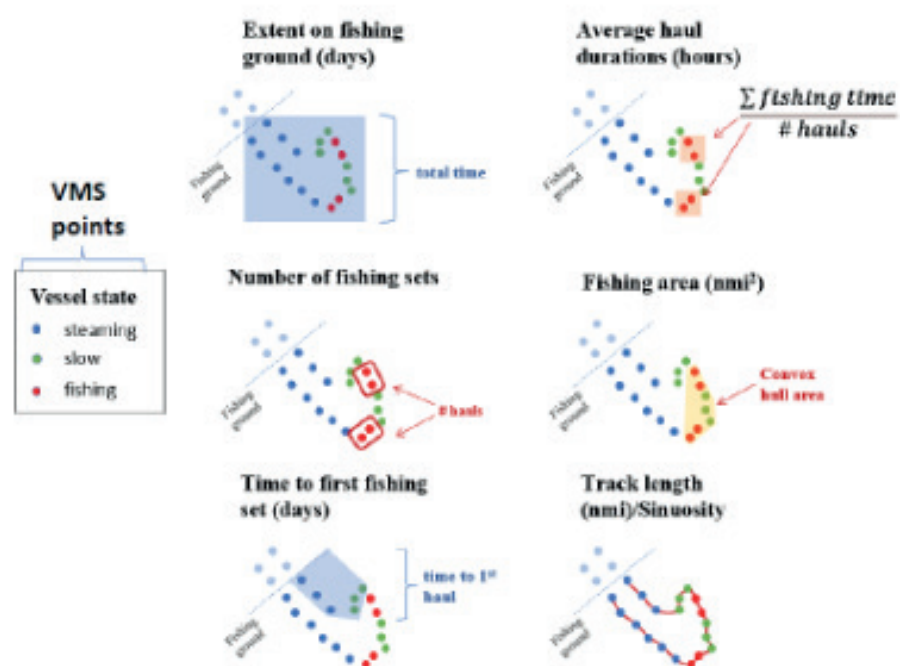 Extent on fishing
ground (days)
Fishing
ground
total time
Average haul
durations (hours)
Fishing
ground
∑ fishing time
# hauls
VMS
points
Vessel state
steaming
slow
fishing
Number of fishing sets
Fishing
ground
# hauls
Fishing area (nmi²)
Fishing
ground
Convox
hull area
Time to first fishing
set (days)
Fishing
ground
time to 1st
haul
Track length
(nmi)/Sinuosity
Fishing
ground